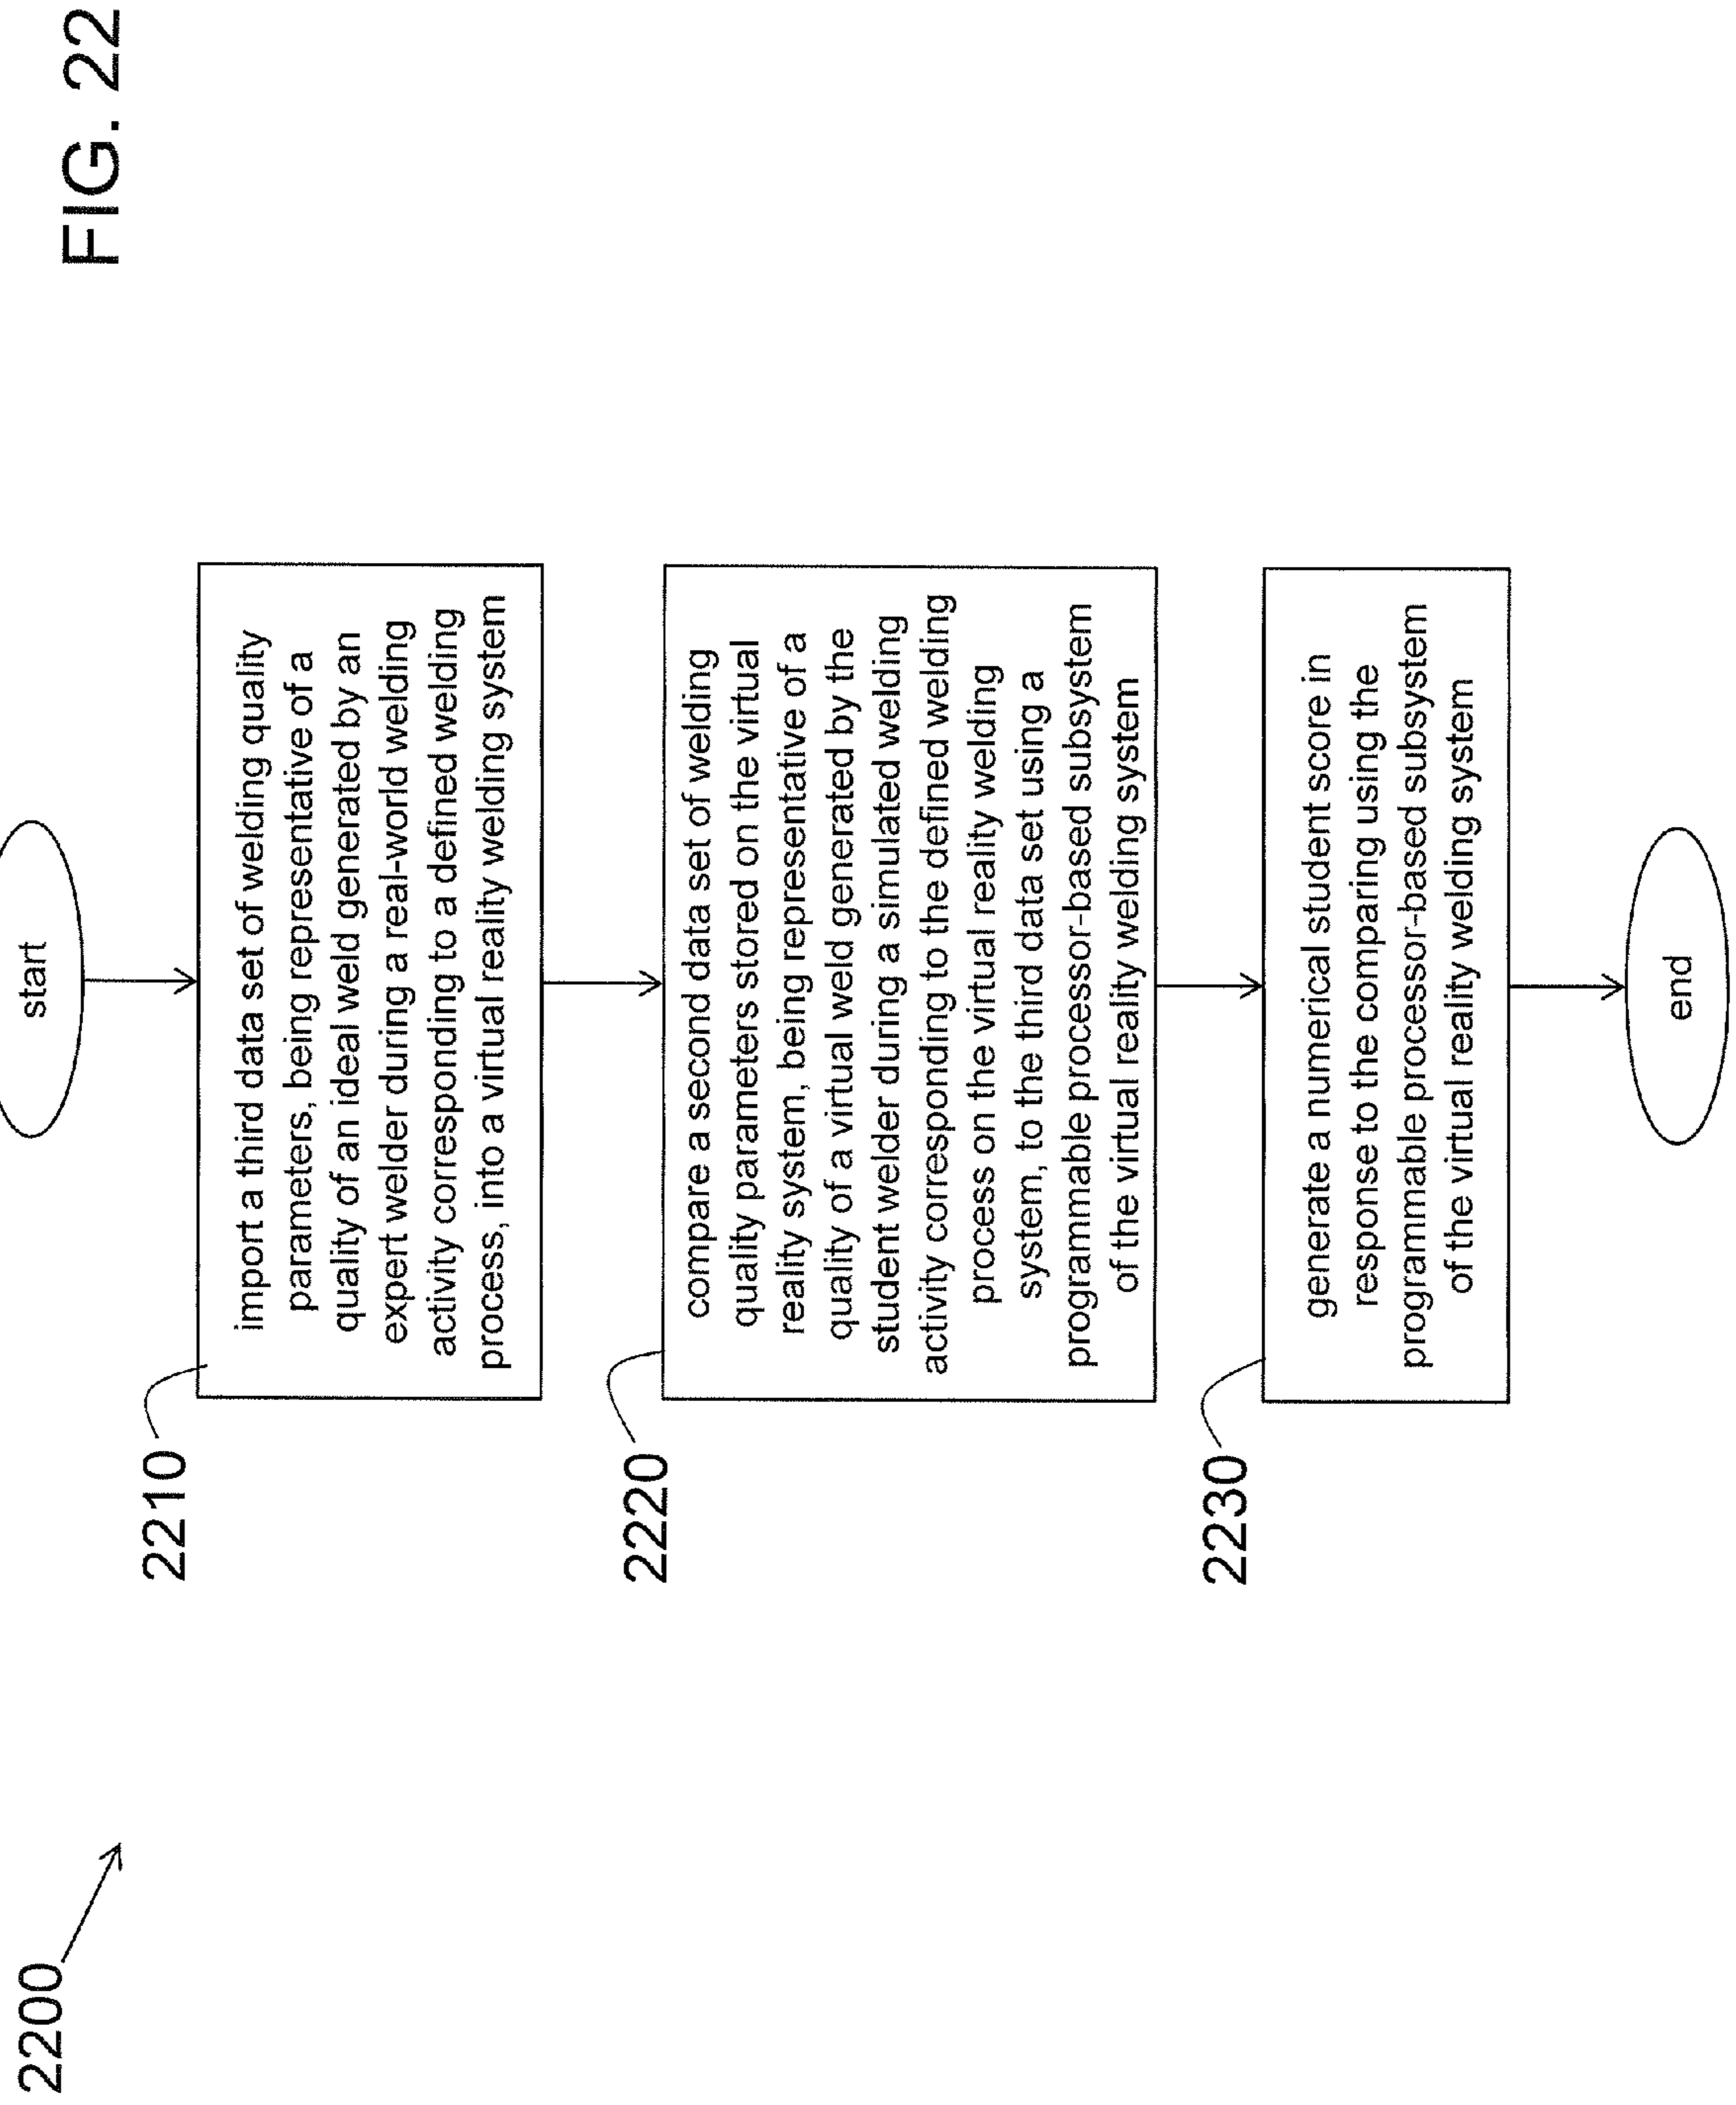 FIG. 22
2200
start
2210
import a third data set of welding quality
parameters, being representative of a
quality of an ideal weld generated by an
expert welder during a real-world welding
activity corresponding to a defined welding
process, into a virtual reality welding system
2220
compare a second data set of welding
quality parameters stored on the virtual
reality system, being representative of a
quality of a virtual weld generated by the
student welder during a simulated welding
activity corresponding to the defined welding
process on the virtual reality welding
system, to the third data set using a
programmable processor-based subsystem
of the virtual reality welding system
2230
generate a numerical student score in
response to the comparing using the
programmable processor-based subsystem
of the virtual reality welding system
end